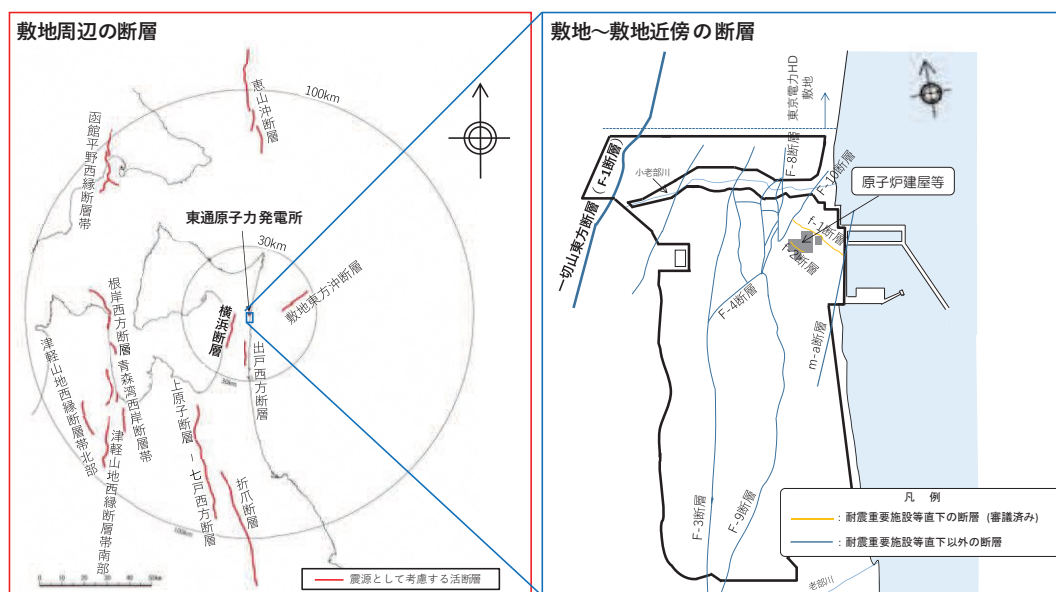 敷地周辺の断層
100km
恵山沖断層
函館平野西縁断層帯
東通原子力発電所
30km
敷地東方沖断層
横浜断層
出戸西方断層
根岸西方断層
津軽山地西縁断層帯北部
青森湾西岸断層帯
津軽山地西縁断層帯南部
上原子断層－七戸西方断層
折爪断層
30km
100km
0 10 20 30 40 50km
震源として考慮する活断層
敷地～敷地近傍の断層
東京電力HD
敷地
一切山東方断層（F-1断層）
小老部川
F-8断層
F-10断層
原子炉建屋等
f-1断層
f-2断層
F-4断層
m-a断層
F-3断層
F-9断層
凡 例
：耐震重要施設等直下の断層 (審議済み)
：耐震重要施設等直下以外の断層
老部川